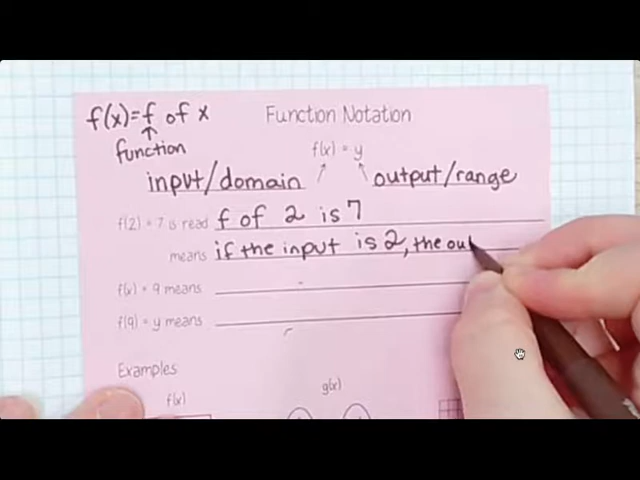 f(x)=f of x
Function Notation
function
f(x) = y
input/domain
output/range
f(2) = 7 is read f of 2 is 7
means if the input is 2, the out
f(x) = 9 means
f(9) = y means
Examples
f(x)
g(x)